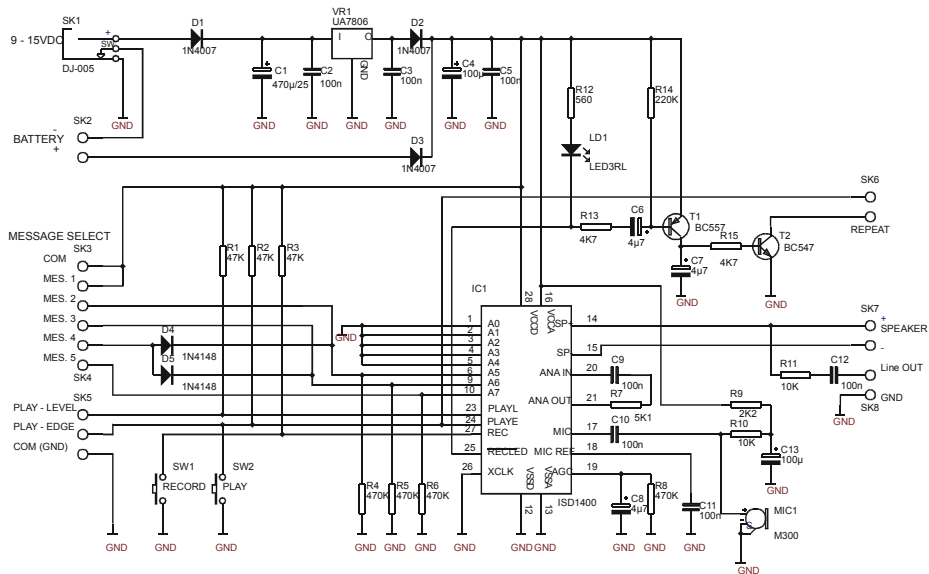 SK1
9 - 15VDC
+
SW
DJ-005
GND
D1
1N4007
C1
470µ/25
GND
C2
100n
GND
VR1
UA7806
I
O
GND
GND
C3
100n
GND
D2
1N4007
C4
100µ
GND
C5
100n
GND
SK2
BATTERY
-
+
D3
1N4007
R12
560
LD1
LED3RL
R14
220K
R13
4K7
C6
4µ7
T1
BC557
C7
4µ7
GND
R15
4K7
T2
BC547
GND
SK6
REPEAT
MESSAGE SELECT
SK3
COM
MES. 1
MES. 2
MES. 3
MES. 4
MES. 5
SK4
SK5
PLAY - LEVEL
PLAY - EDGE
COM (GND)
GND
D4
1N4148
D5
1N4148
R1
47K
R2
47K
R3
47K
SW1
RECORD
GND
SW2
PLAY
GND
GND
R4
470K
GND
R5
470K
GND
R6
470K
GND
IC1
ISD1400
1 A0
2 A1
3 A2
4 A3
5 A4
6 A5
9 A6
10 A7
23 PLAYL
24 PLAYE
27 REC
25 RECLED
26 XCLK
GND
28 VCCD
16 VCCA
SP+ 14
SP- 15
ANA IN 20
ANA OUT 21
MIC 17
MIC REF 18
AGC 19
VSSD 12
VSSA 13
GND
GND
C9
100n
R7
5K1
C10
100n
C8
4µ7
GND
R8
470K
GND
C11
100n
GND
R9
2K2
R10
10K
C13
100µ
GND
MIC1
M300
+
S
GND
SK7
+
SPEAKER
-
R11
10K
C12
100n
Line OUT
GND
SK8
GND